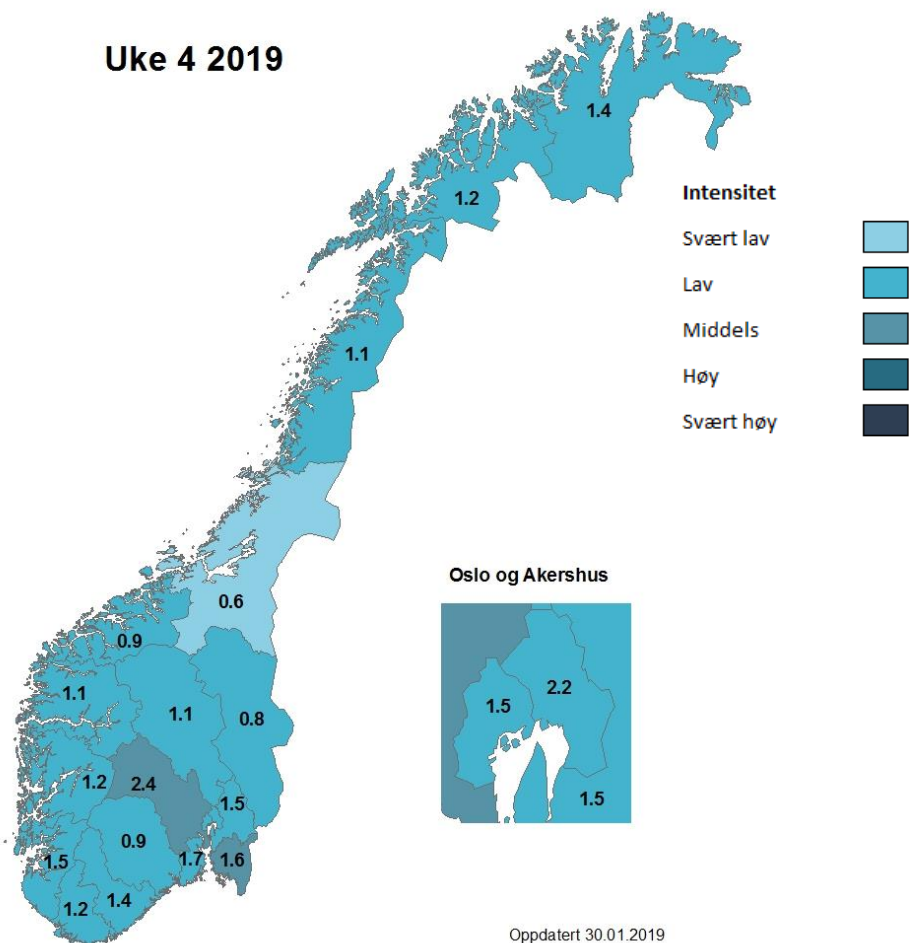 Uke 4 2019
1.4
1.2
Intensitet
Svært lav
Lav
Middels
Høy
Svært høy
1.1
Oslo og Akershus
0.6
0.9
1.1
1.1
0.8
1.5
2.2
1.5
1.2
2.4
1.5
0.9
1.5
1.7
1.6
1.2
1.4
Oppdatert 30.01.2019